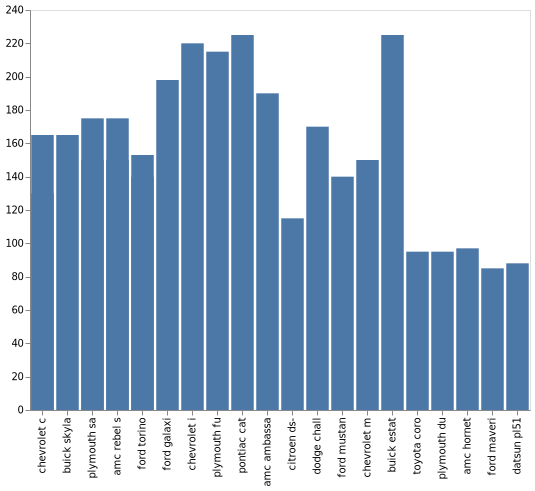 240
220
200
180
160
140
120
100
80
60
40
20
0
chevrolet c
buick skyla
plymouth sa
amc rebel s
ford torino
ford galaxi
chevrolet i
plymouth fu
pontiac cat
amc ambassa
citroen ds-
dodge chall
ford mustan
chevrolet m
buick estat
toyota coro
plymouth du
amc hornet
ford maveri
datsun pl51